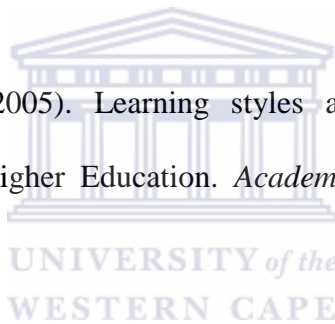 2005). Learning styles a
igher Education. Academ
UNIVERSITY of the
WESTERN CAPE